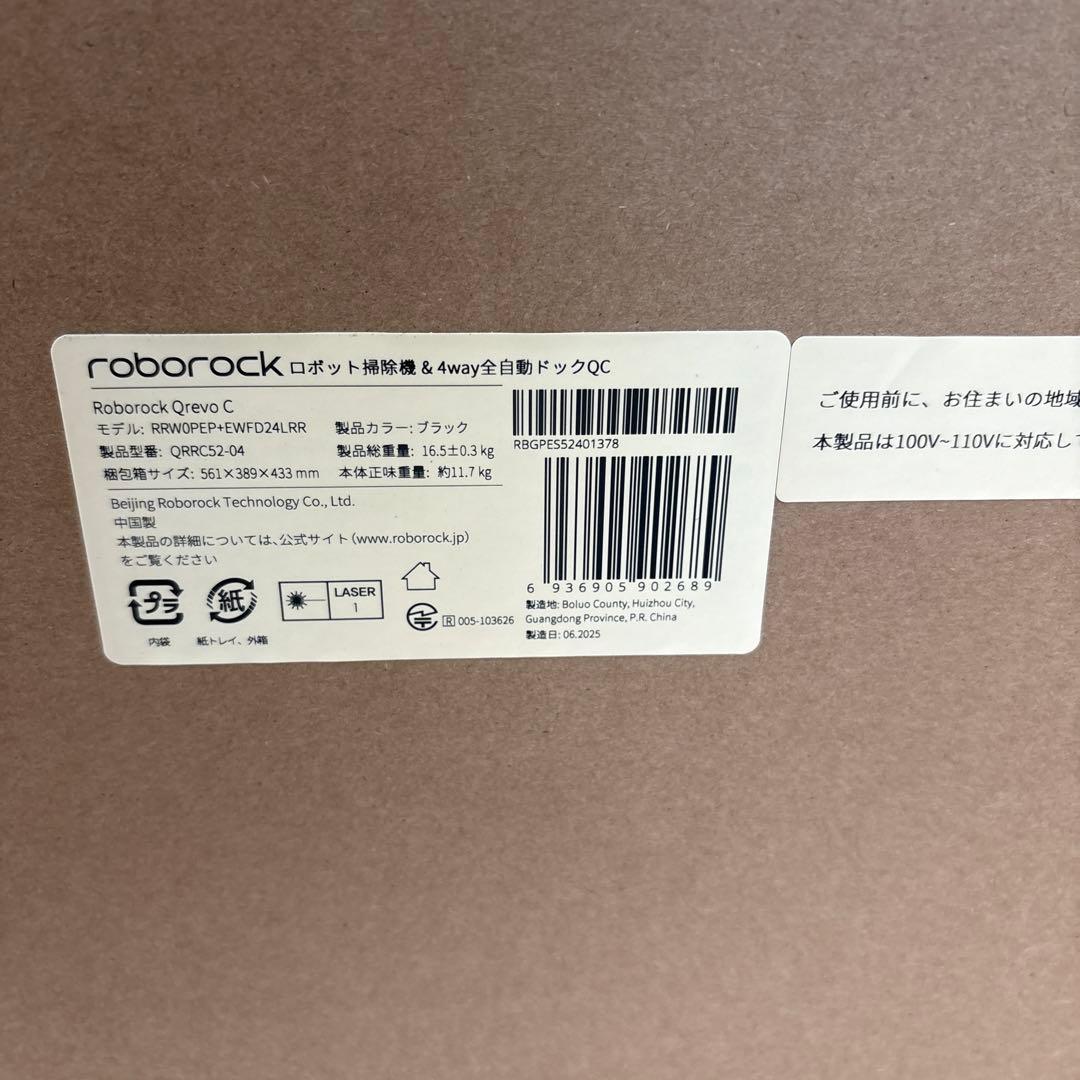 roborock ロボット掃除機 & 4way全自動ドックQC
Roborock Qrevo C
モデル: RRW0PEP+EWFD24LRR 製品カラー: ブラック
製品型番: QRRC52-04 製品総重量: 16.5±0.3 kg
梱包箱サイズ: 561×389×433 mm 本体正味重量: 約11.7 kg
Beijing Roborock Technology Co., Ltd.
中国製
本製品の詳細については、公式サイト(www.roborock.jp)
をご覧ください
プラ
内袋
紙
紙トレイ、外箱
LASER
1
R 005-103626
RBGPES52401378
6 936905 902689
製造地: Boluo County, Huizhou City,
Guangdong Province, P.R. China
製造日: 06.2025
ご使用前に、お住まいの地域
本製品は100V~110Vに対応し